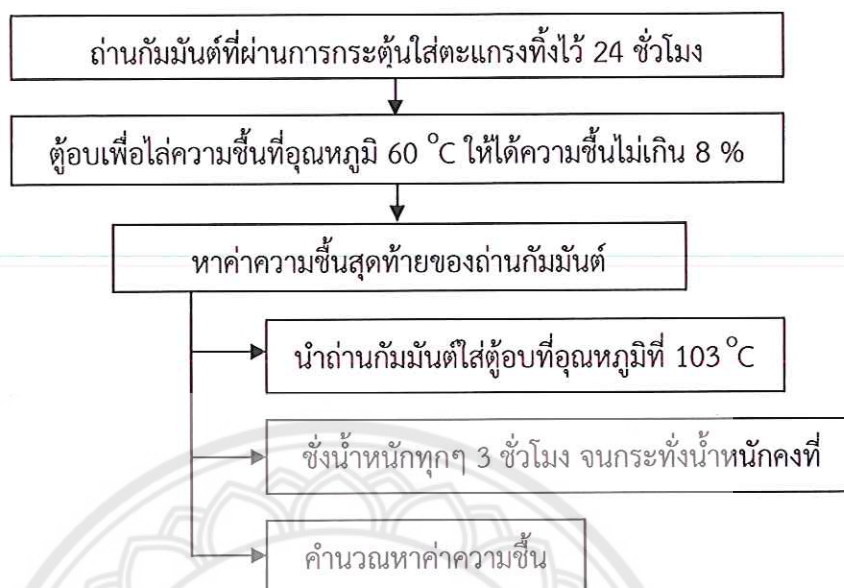 ถ่านกัมมันต์ที่ผ่านการกระตุ้นใส่ตะแกรงทิ้งไว้ 24 ชั่วโมง
ตู้อบเพื่อไล่ความชื้นที่อุณหภูมิ 60 °C ให้ได้ความชื้นไม่เกิน 8 %
หาค่าความชื้นสุดท้ายของถ่านกัมมันต์
นำถ่านกัมมันต์ใส่ตู้อบที่อุณหภูมิที่ 103 °C
ชั่งน้ำหนักทุกๆ 3 ชั่วโมง จนกระทั่งน้ำหนักคงที่
คำนวณหาค่าความชื้น